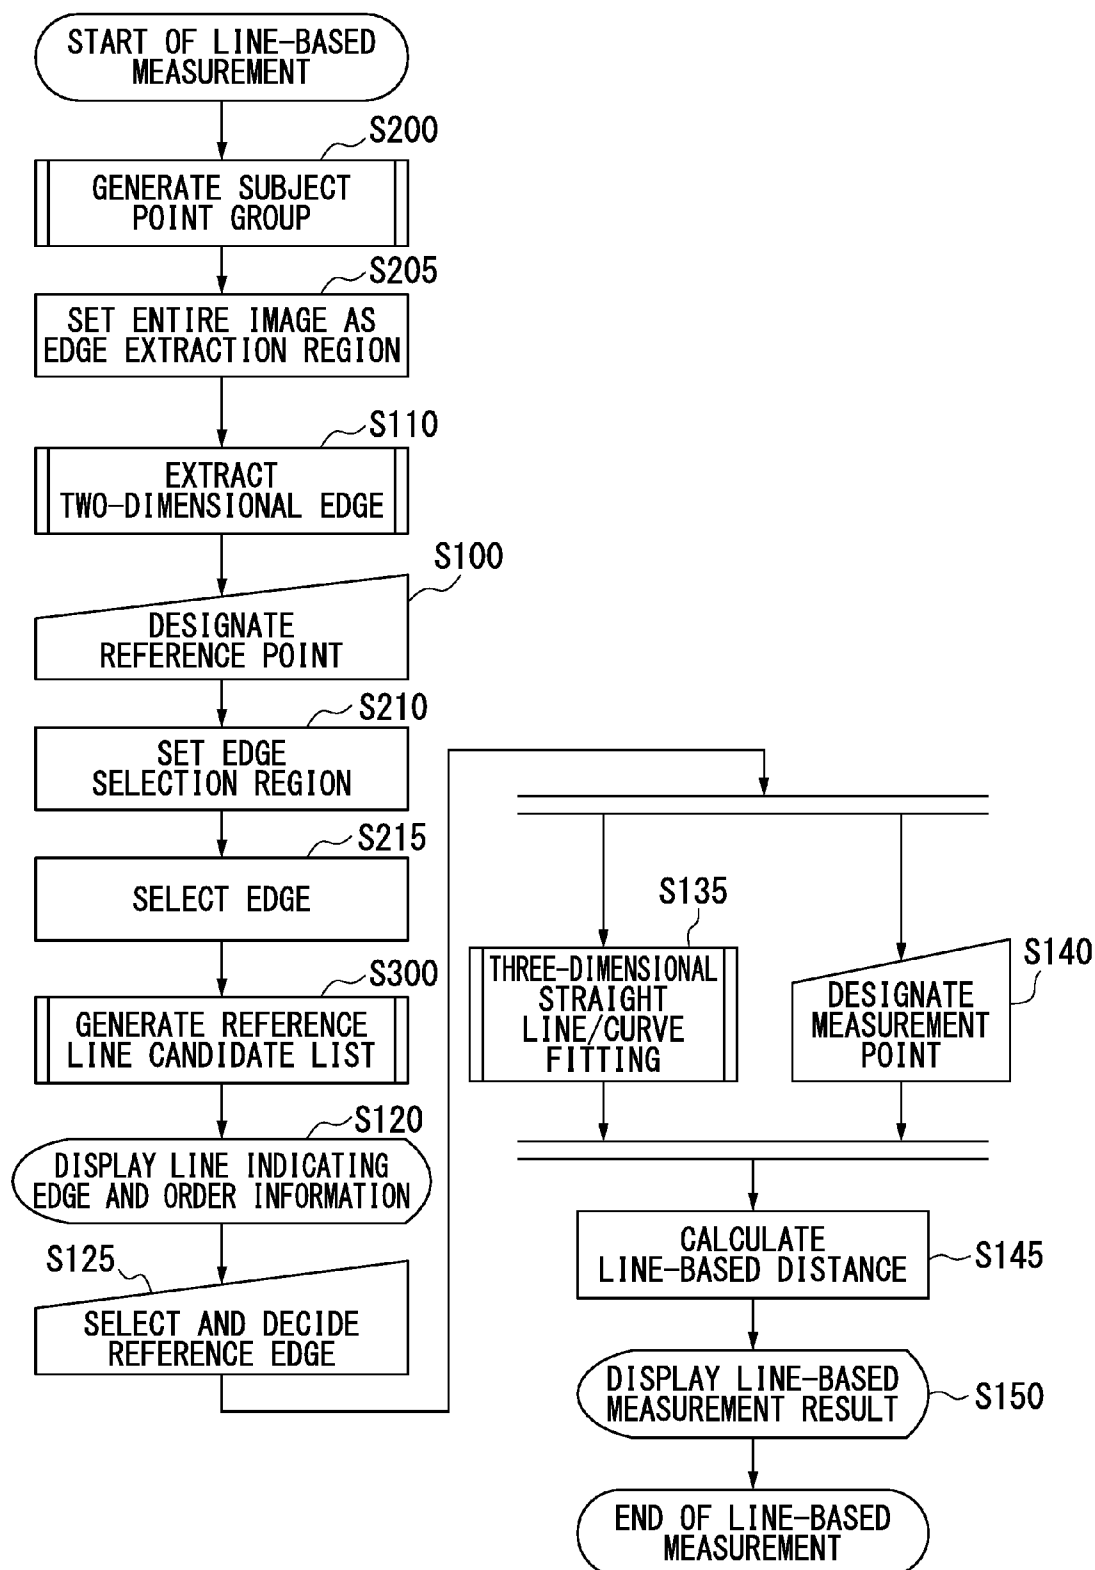 START OF LINE-BASED
MEASUREMENT
S200
GENERATE SUBJECT
POINT GROUP
S205
SET ENTIRE IMAGE AS
EDGE EXTRACTION REGION
S110
EXTRACT
TWO-DIMENSIONAL EDGE
S100
DESIGNATE
REFERENCE POINT
S210
SET EDGE
SELECTION REGION
S215
SELECT EDGE
S300
GENERATE REFERENCE
LINE CANDIDATE LIST
S120
DISPLAY LINE INDICATING
EDGE AND ORDER INFORMATION
S125
SELECT AND DECIDE
REFERENCE EDGE
S135
THREE-DIMENSIONAL
STRAIGHT
LINE/CURVE
FITTING
S140
DESIGNATE
MEASUREMENT
POINT
CALCULATE
LINE-BASED DISTANCE
S145
DISPLAY LINE-BASED
MEASUREMENT RESULT
S150
END OF LINE-BASED
MEASUREMENT